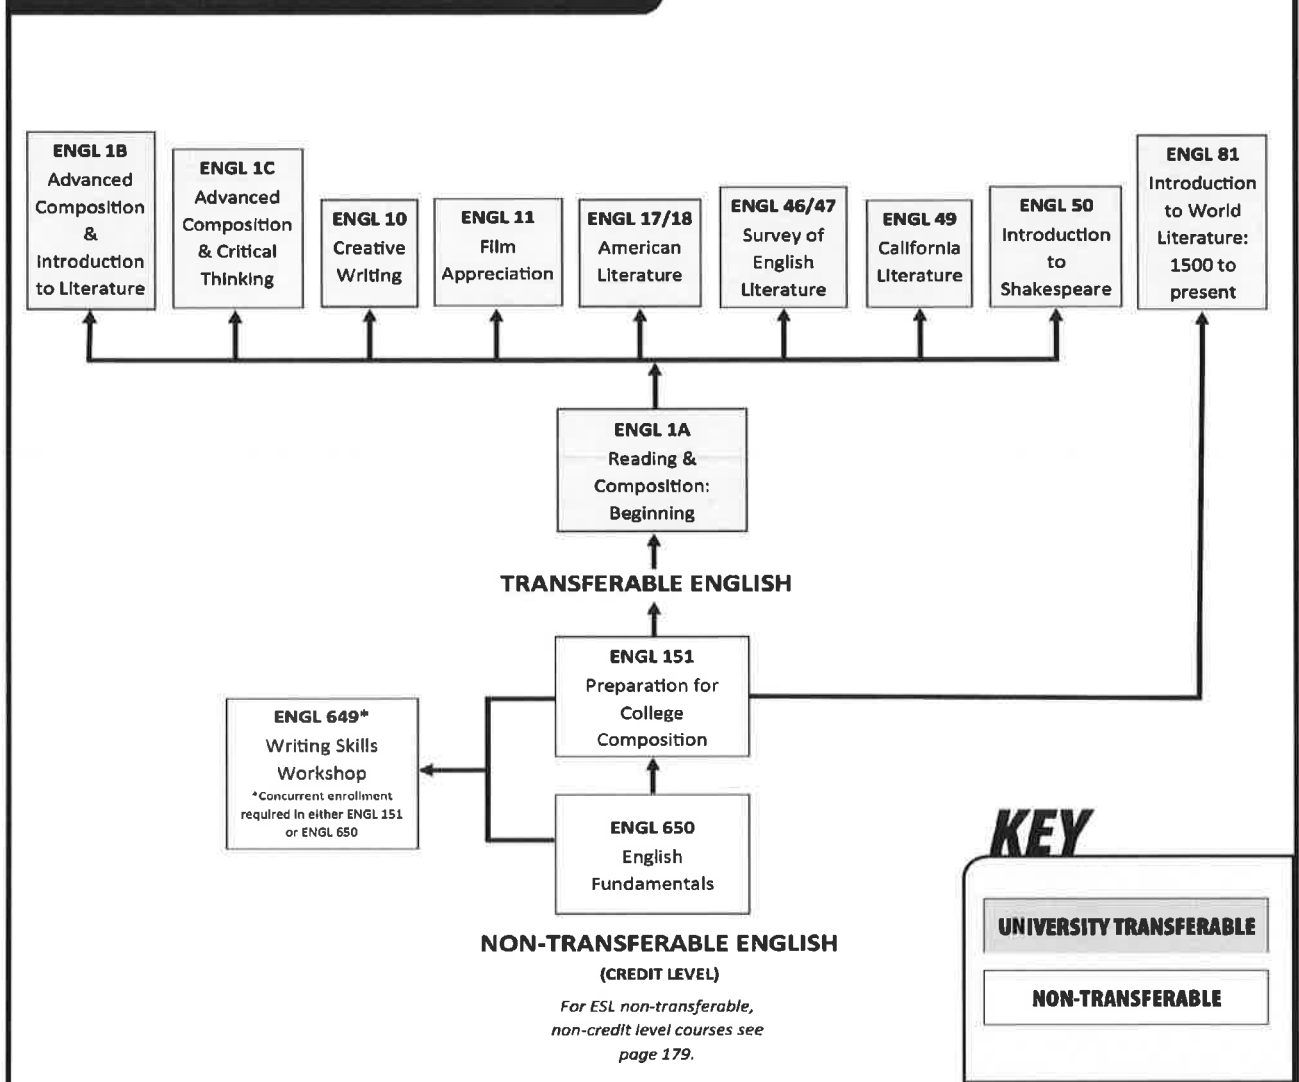 ENGL 1B
Advanced
Composition
&
Introduction
to Literature
ENGL 1C
Advanced
Composition
& Critical
Thinking
ENGL 10
Creative
Writing
ENGL 11
Film
Appreciation
ENGL 17/18
American
Literature
ENGL 46/47
Survey of
English
Literature
ENGL 49
California
Literature
ENGL 50
Introduction
to
Shakespeare
ENGL 81
Introduction
to World
Literature:
1500 to
present
ENGL 1A
Reading &
Composition:
Beginning
TRANSFERABLE ENGLISH
ENGL 151
Preparation for
College
Composition
ENGL 649*
Writing Skills
Workshop
*Concurrent enrollment
required in either ENGL 151
or ENGL 650
ENGL 650
English
Fundamentals
NON-TRANSFERABLE ENGLISH
(CREDIT LEVEL)
For ESL non-transferable,
non-credit level courses see
page 179.
KEY
UNIVERSITY TRANSFERABLE
NON-TRANSFERABLE